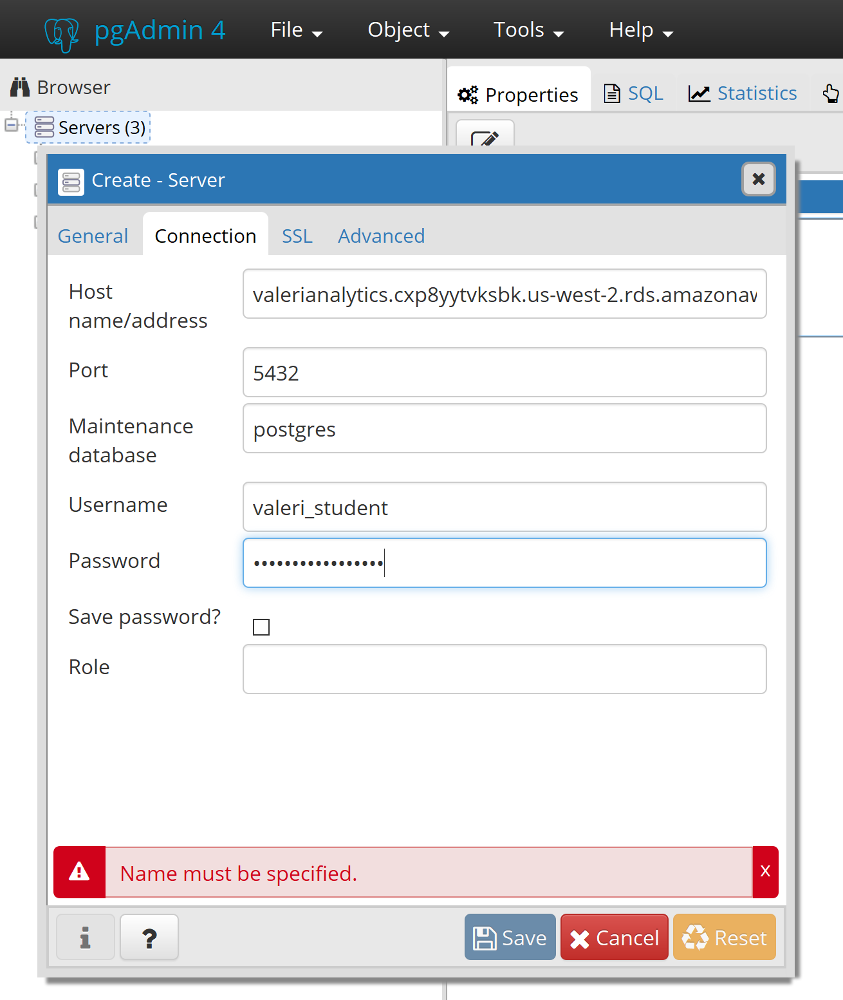 pgAdmin 4 File Object Tools Help
Browser
Properties SQL Statistics
Servers (3)
Create - Server
General Connection SSL Advanced
Host name/address
valerianalytics.cxp8yytvksbk.us-west-2.rds.amazonaw
Port
5432
Maintenance database
postgres
Username
valeri_student
Password
•••••••••••••••••
Save password?
Role
Name must be specified.
x
i ? Save Cancel Reset